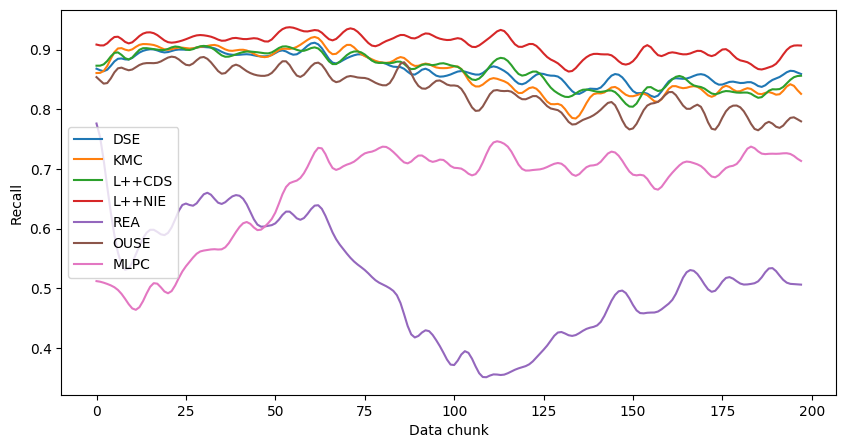 0.9
0.8
0.7
0.6
0.5
0.4
Recall
DSE
KMC
L++CDS
L++NIE
REA
OUSE
MLPC
0 25 50 75 100 125 150 175 200
Data chunk